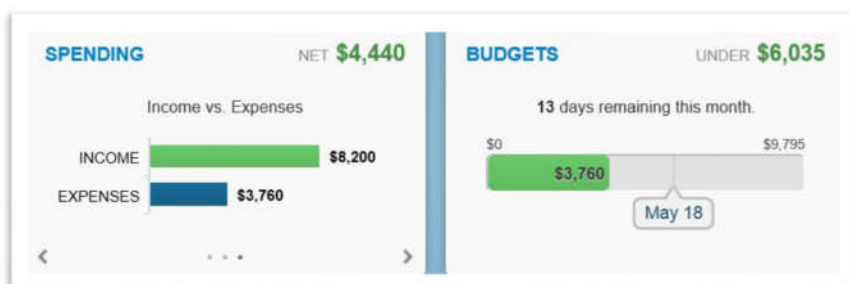 SPENDING NET $4,440
Income vs. Expenses
INCOME $8,200
EXPENSES $3,760
BUDGETS UNDER $6,035
13 days remaining this month.
$0 $9,795
$3,760
May 18